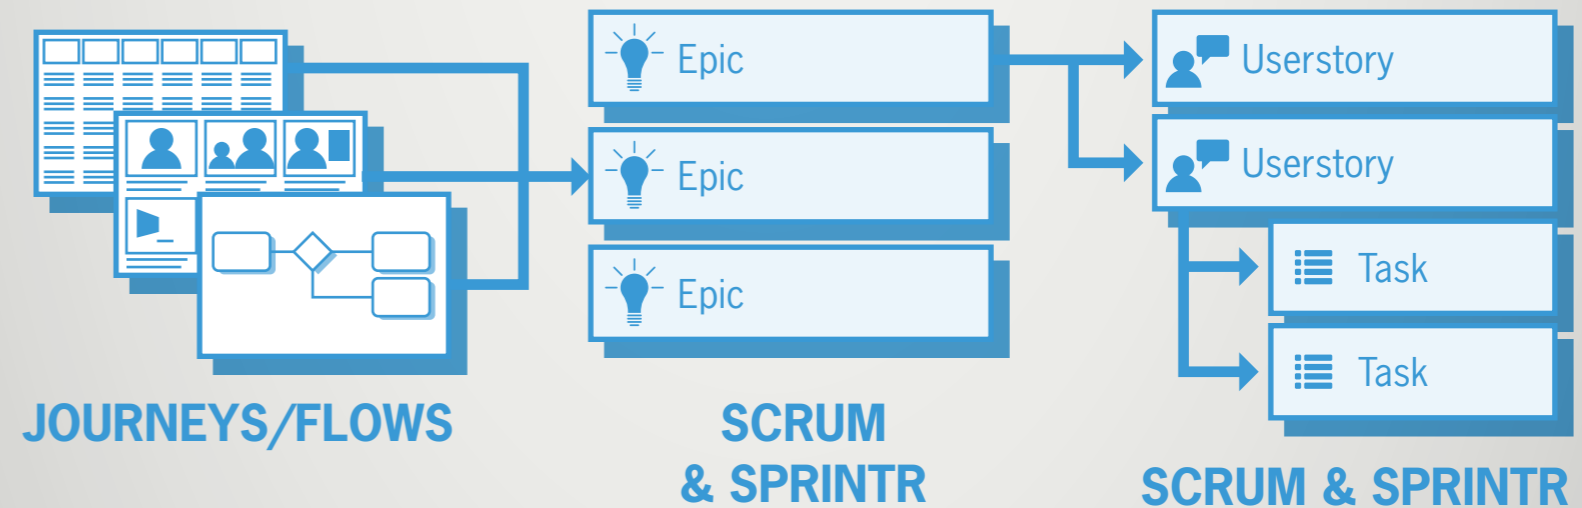 Epic
Epic
Epic
Userstory
Userstory
Task
Task
JOURNEYS/FLOWS
SCRUM
& SPRINTR
SCRUM & SPRINTR